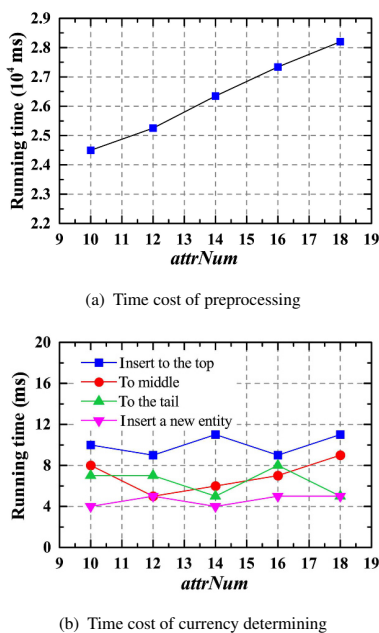 2.9
2.8
2.7
2.6
2.5
2.4
2.3
2.2
Running time (10⁴ ms)
9 10 11 12 13 14 15 16 17 18 19
attrNum
(a) Time cost of preprocessing
20
16
12
8
4
0
Running time (ms)
Insert to the top
To middle
To the tail
Insert a new entity
9 10 11 12 13 14 15 16 17 18 19
attrNum
(b) Time cost of currency determining